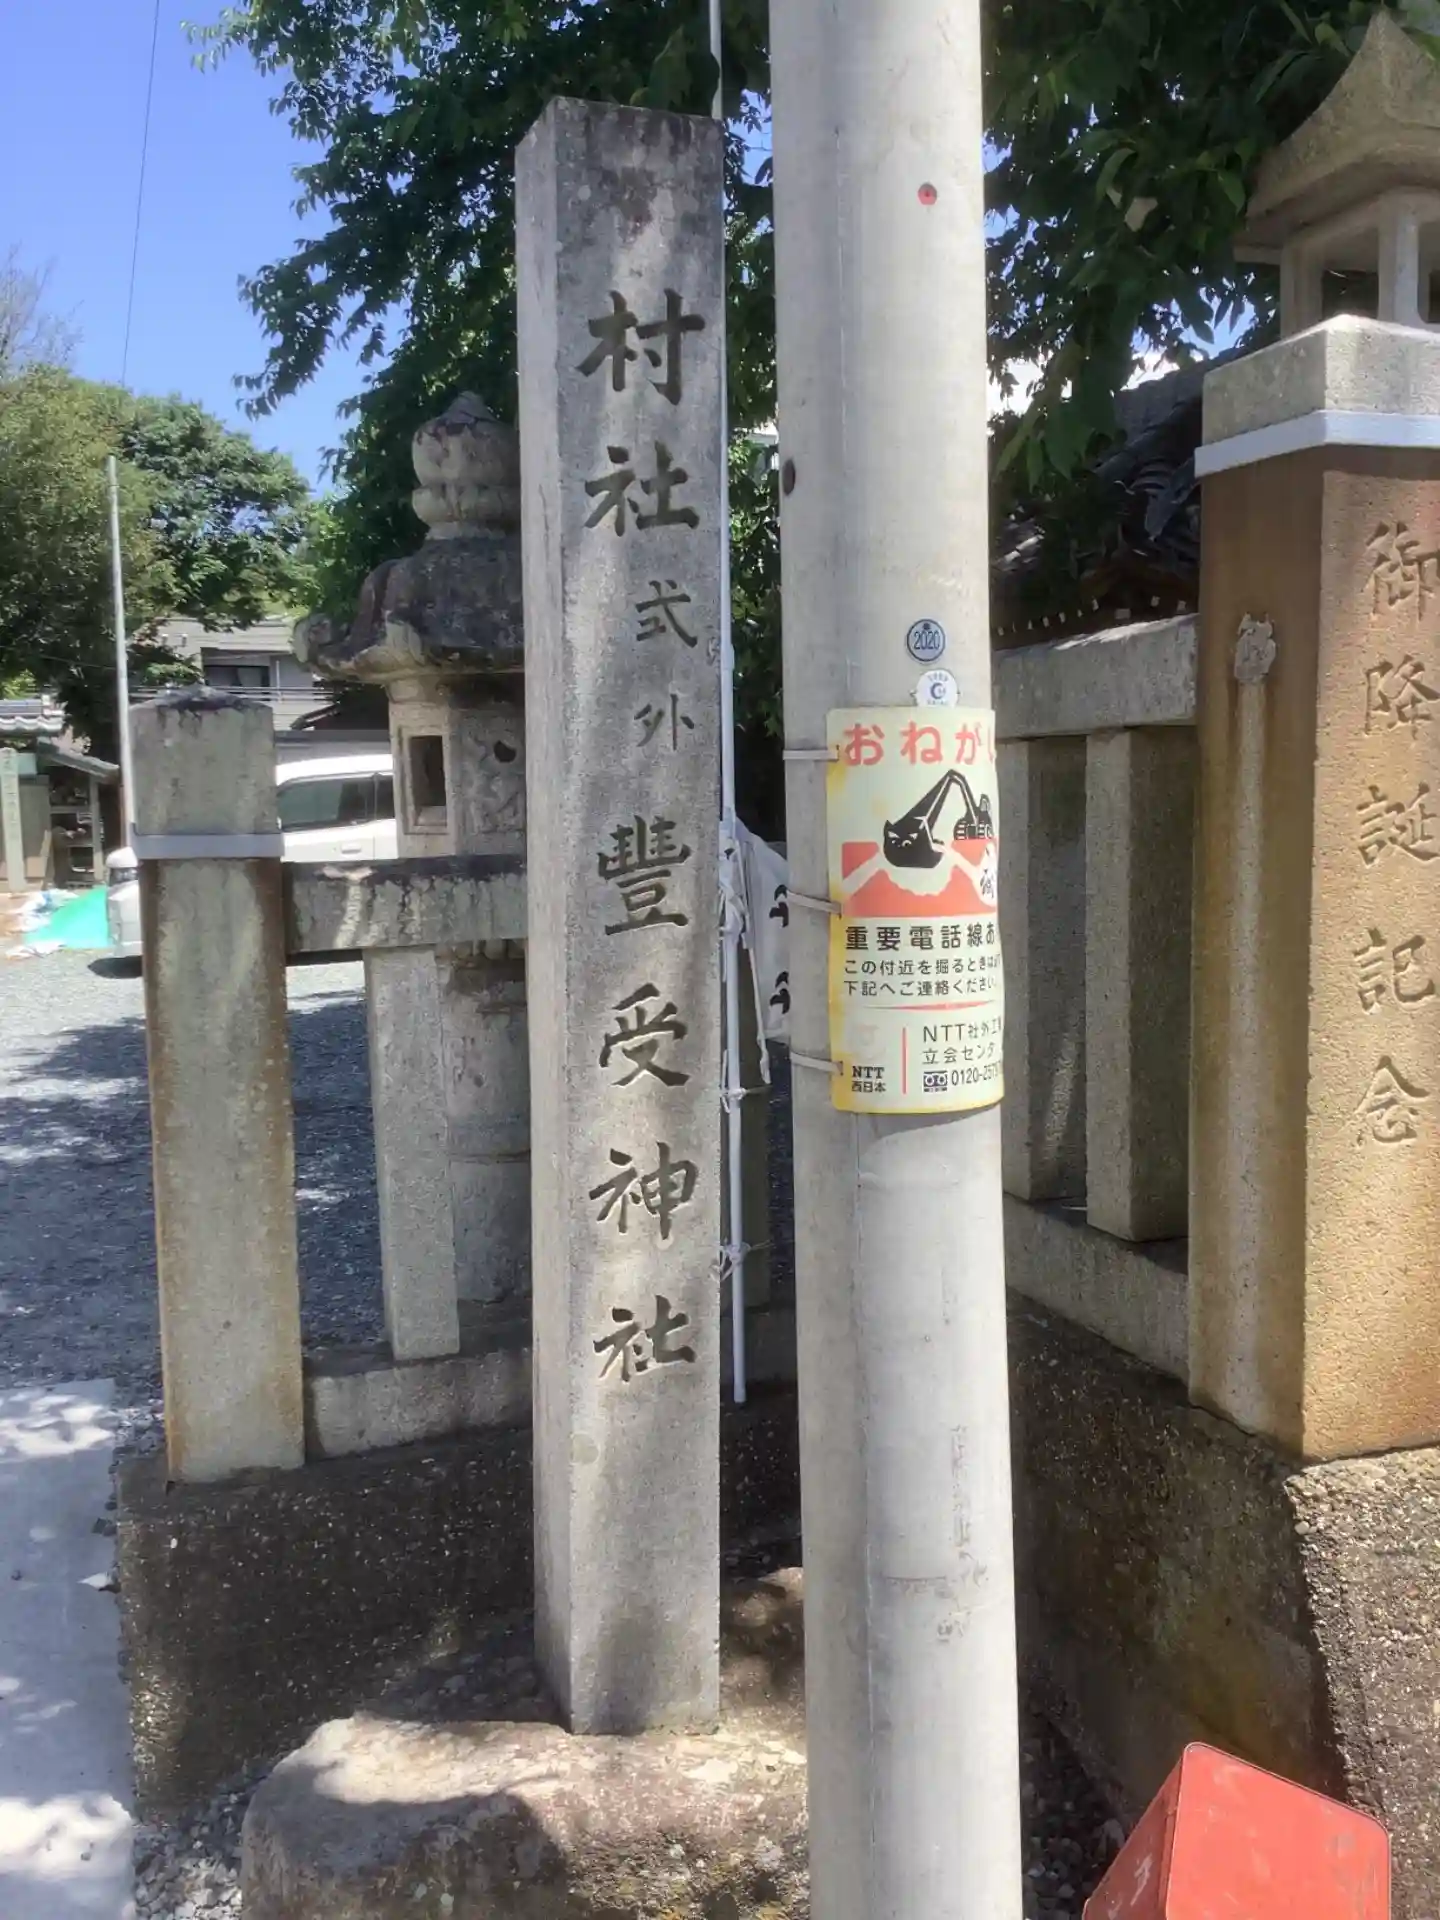 村社式外豐受神社
2020
おねがい
重要電話線あ
この付近を掘るときは
下記へご連絡ください
NTT
西日本
NTT社外工
立会センタ
0120-257
御降誕記念